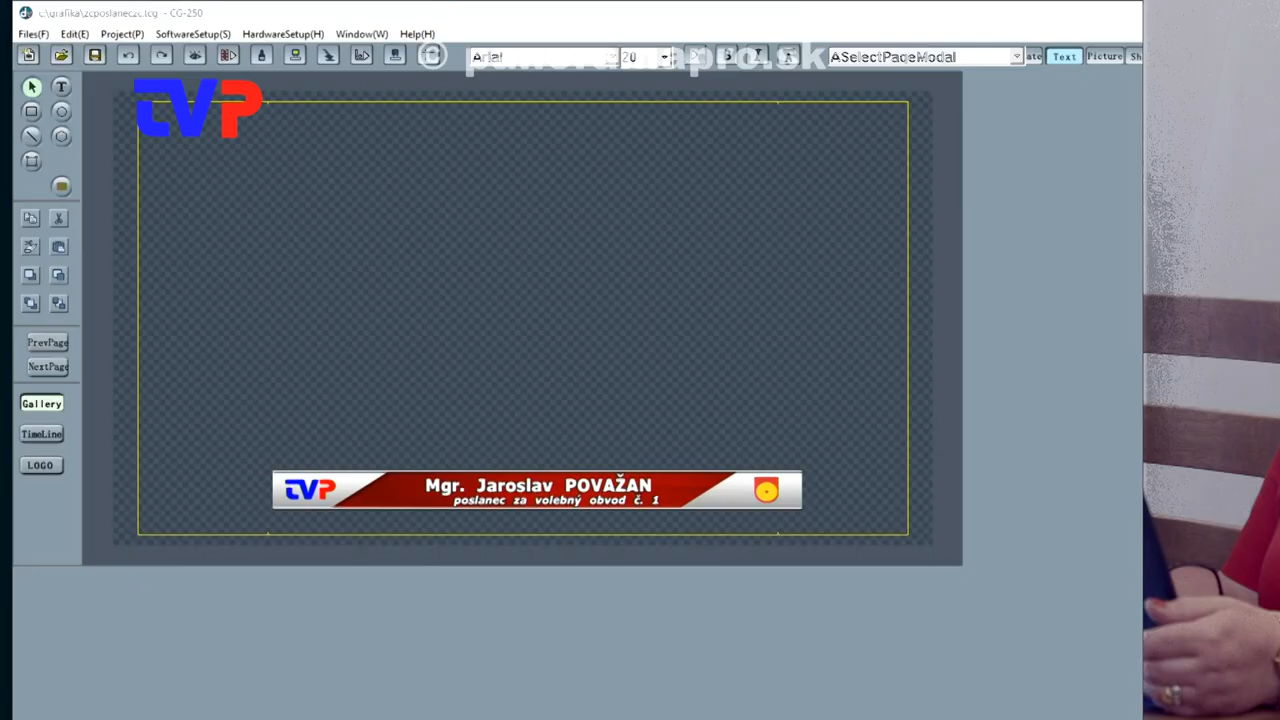 c:\grafika\zcposlaneczc.tcg - CG-250
Files(F) Edit(E) Project(P) SoftwareSetup(S) HardwareSetup(H) Window(W) Help(H)
Arial 20 ASelectPageModal Text Picture Sh
TVP
PrevPage
NextPage
Gallery
TimeLine
LOGO
TVP Mgr. Jaroslav POVAŽAN
poslanec za volebný obvod č. 1